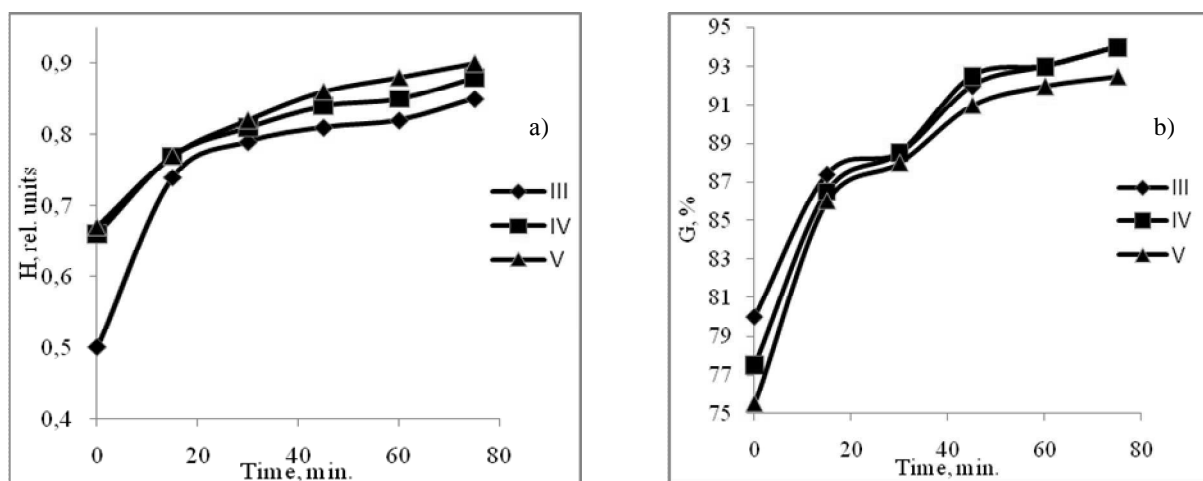 H, rel. units
0,9
0,8
0,7
0,6
0,5
0,4
0
20
40
60
80
Time, min.
a)
III
IV
V
G, %
95
93
91
89
87
85
83
81
79
77
75
0
20
40
60
80
Time, min.
b)
III
IV
V